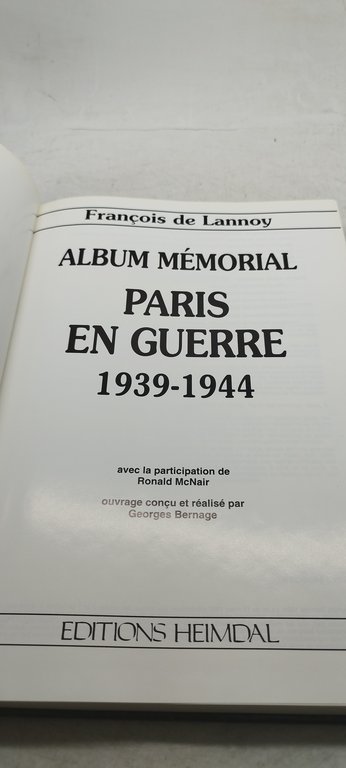 François de Lannoy
ALBUM MÉMORIAL
PARIS
EN GUERRE
1939-1944
avec la participation de
Ronald McNair
ouvrage conçu et réalisé par
Georges Bernage
EDITIONS HEIMDAL